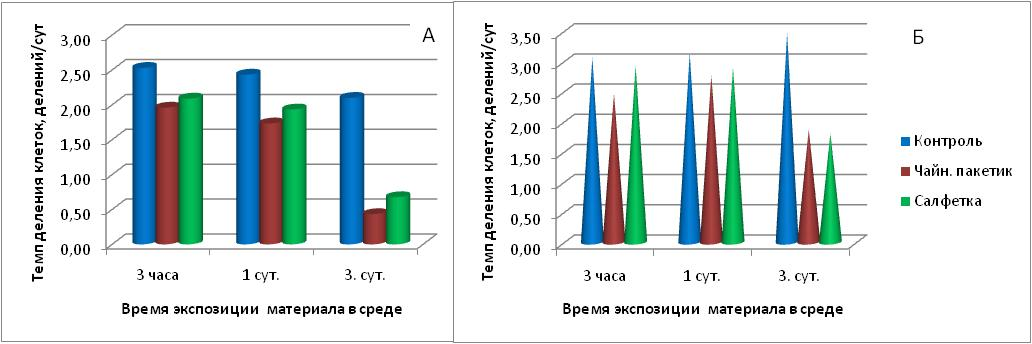 А
Темп деления клеток, делений/сут
3,00
2,50
2,00
1,50
1,00
0,50
0,00
3 часа 1 сут. 3. сут.
Время экспозиции материала в среде
Б
Темп деления клеток, делений/сут
3,50
3,00
2,50
2,00
1,50
1,00
0,50
0,00
3 часа 1 сут. 3. сут.
Время экспозиции материала в среде
Контроль
Чайн. пакетик
Салфетка